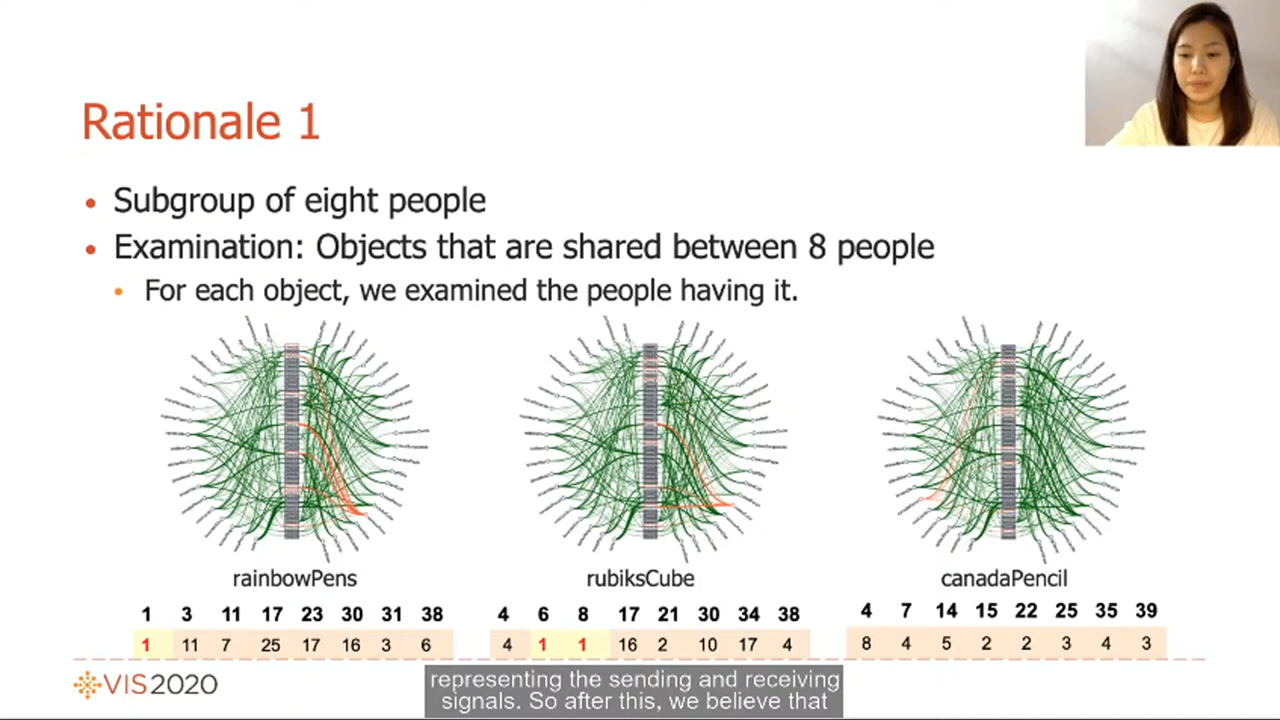 Rationale 1
• Subgroup of eight people
• Examination: Objects that are shared between 8 people
• For each object, we examined the people having it.
rainbowPens rubiksCube canadaPencil
1 3 11 17 23 30 31 38 4 6 8 17 21 30 34 38 4 7 14 15 22 25 35 39
1 11 7 25 17 16 3 6 4 1 1 16 2 10 17 4 8 4 5 2 2 3 4 3
VIS2020
representing the sending and receiving
signals. So after this, we believe that